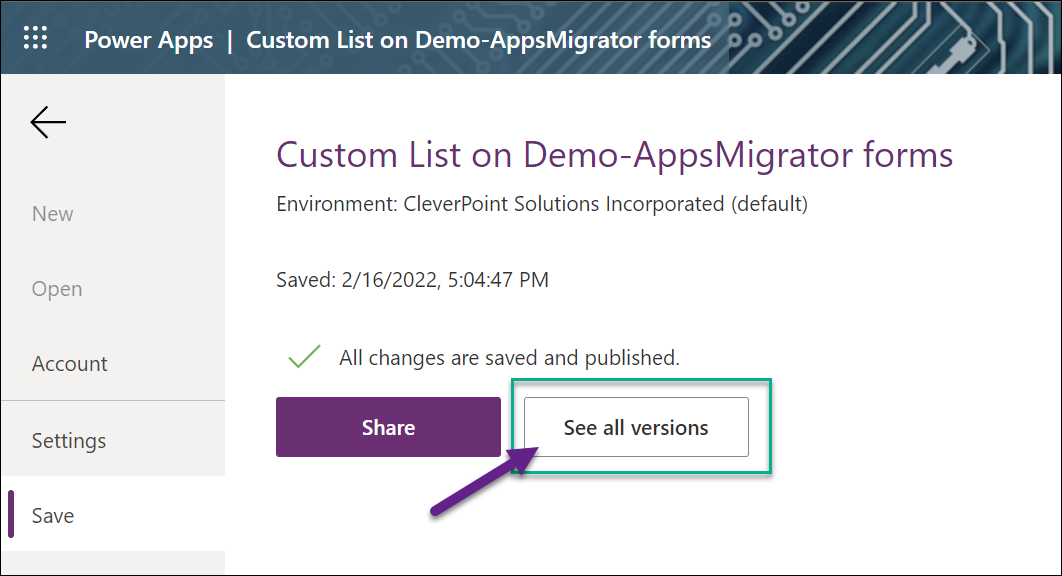 Power Apps | Custom List on Demo-AppsMigrator forms
Custom List on Demo-AppsMigrator forms
Environment: CleverPoint Solutions Incorporated (default)
Saved: 2/16/2022, 5:04:47 PM
All changes are saved and published.
Share
See all versions
New
Open
Account
Settings
Save